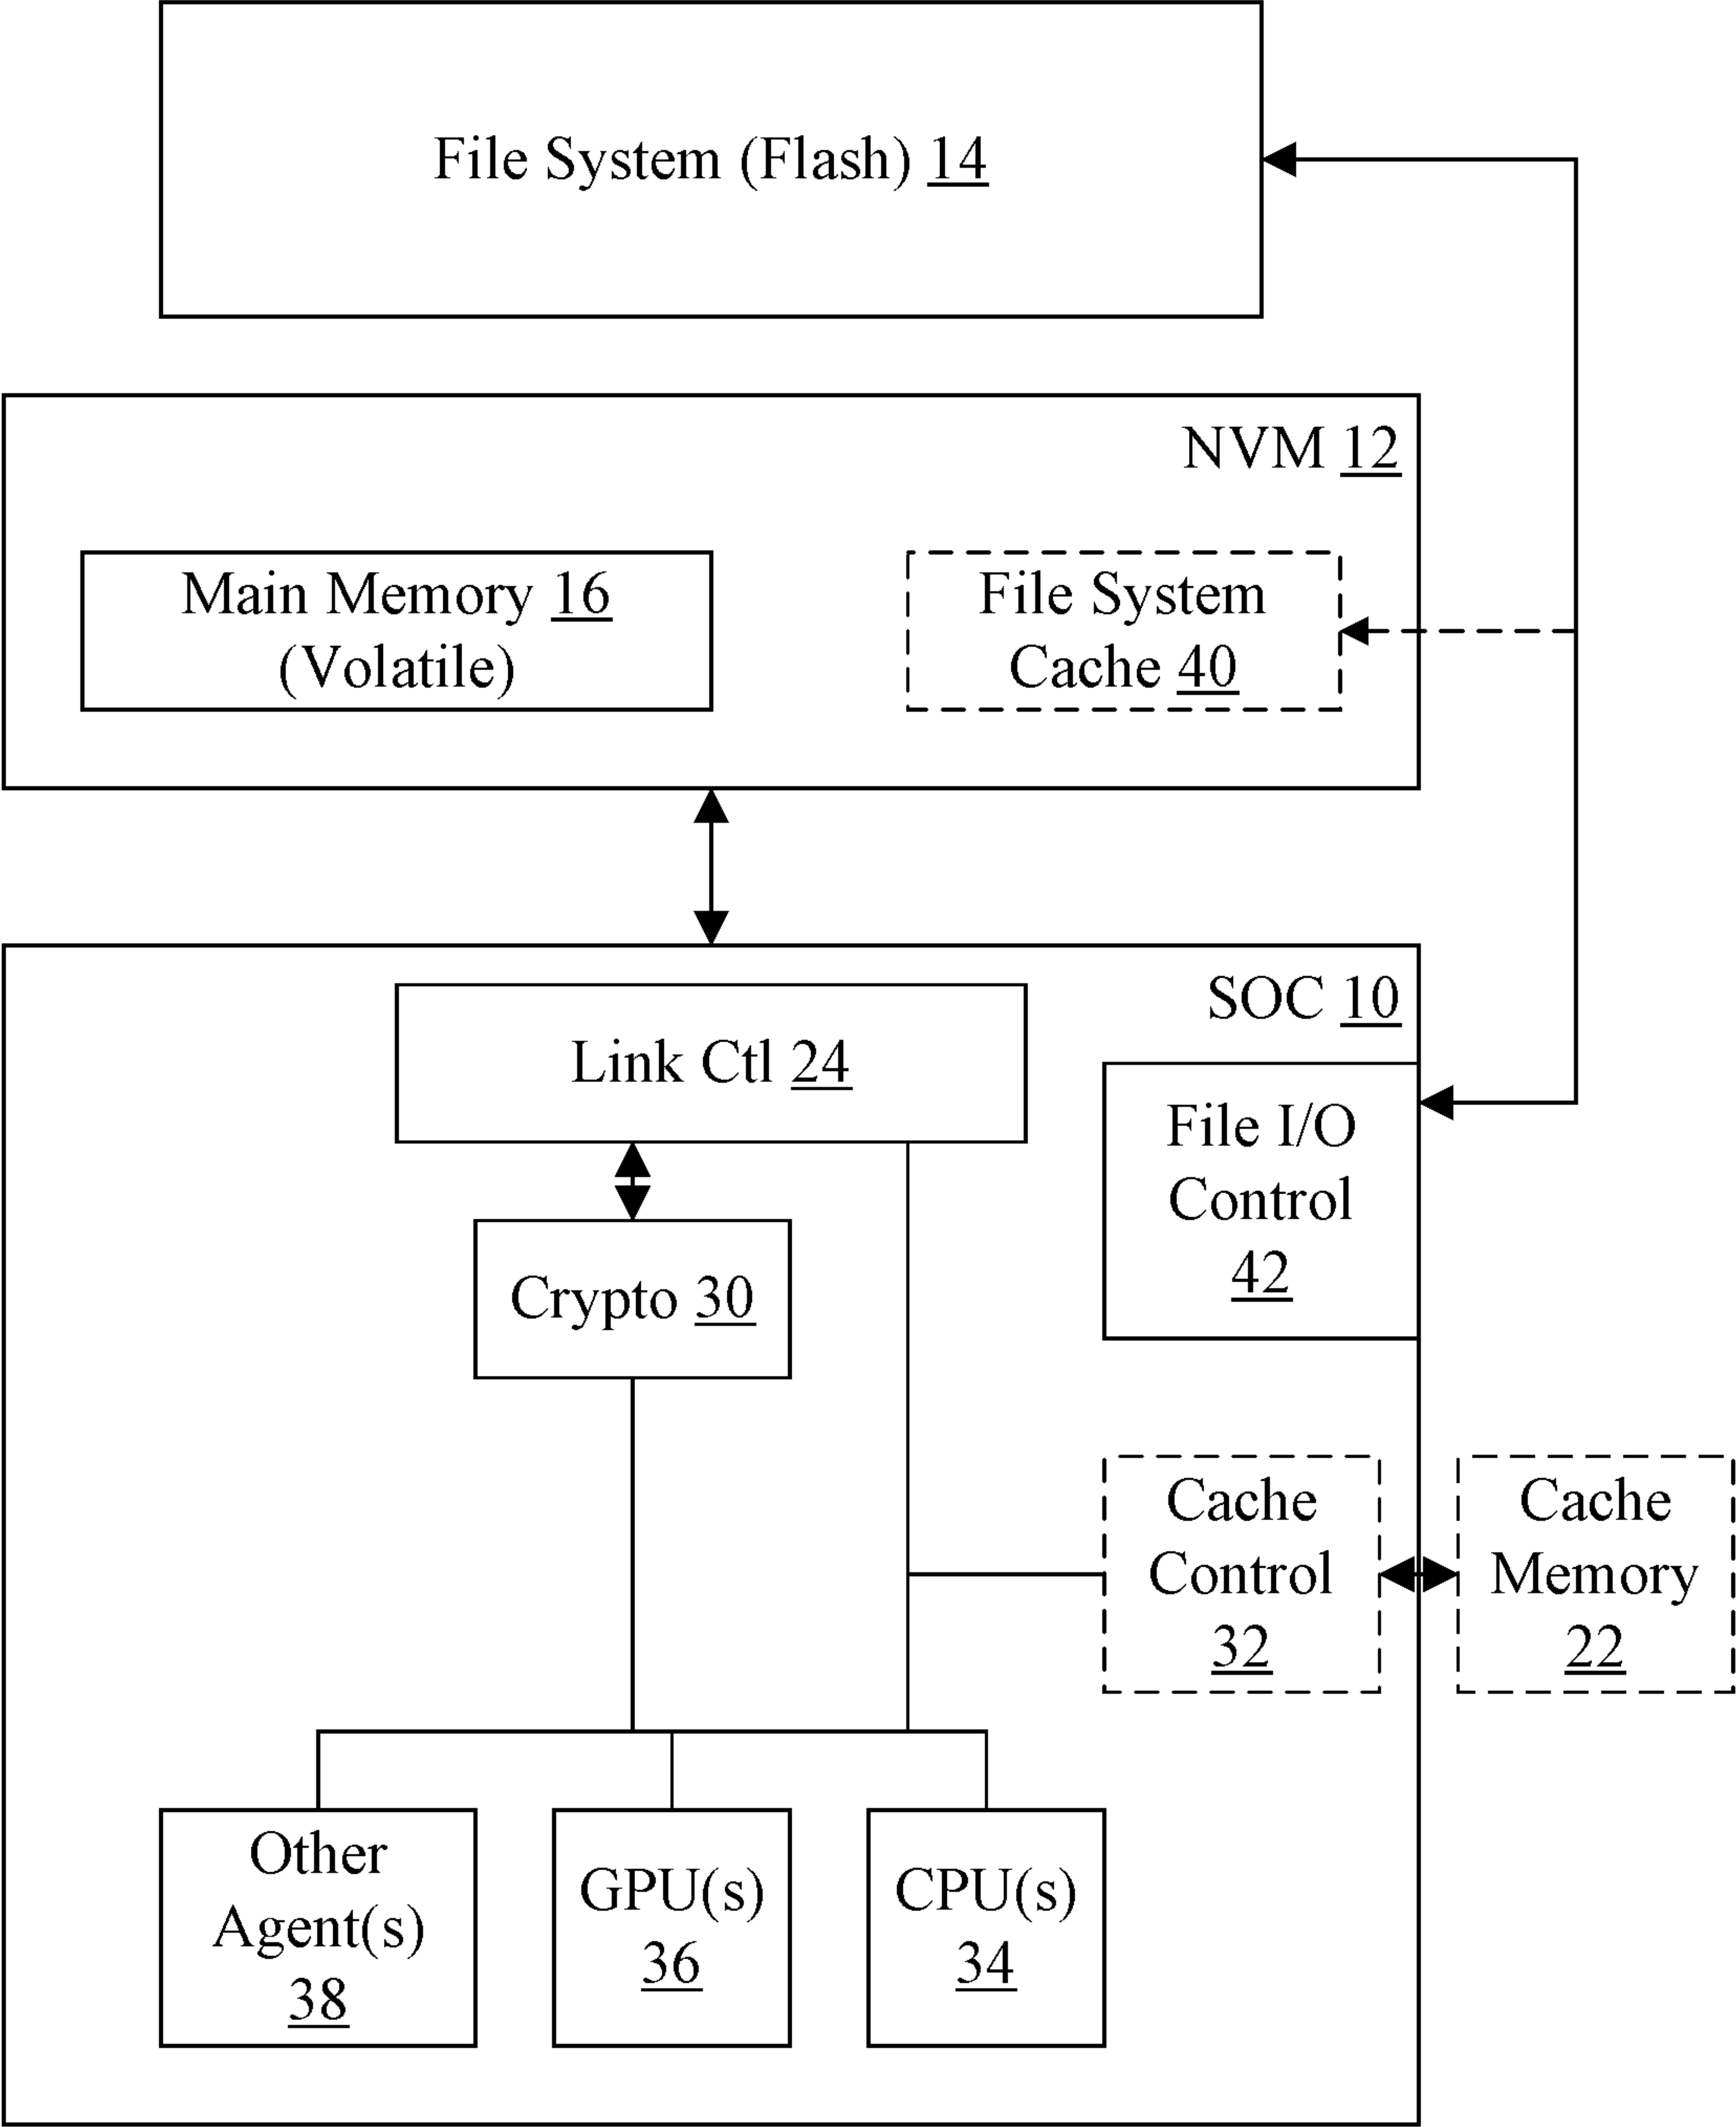 File System (Flash) 14
NVM 12
Main Memory 16
(Volatile)
File System
Cache 40
SOC 10
Link Ctl 24
File I/O
Control
42
Crypto 30
Cache
Control
32
Cache
Memory
22
Other
Agent(s)
38
GPU(s)
36
CPU(s)
34